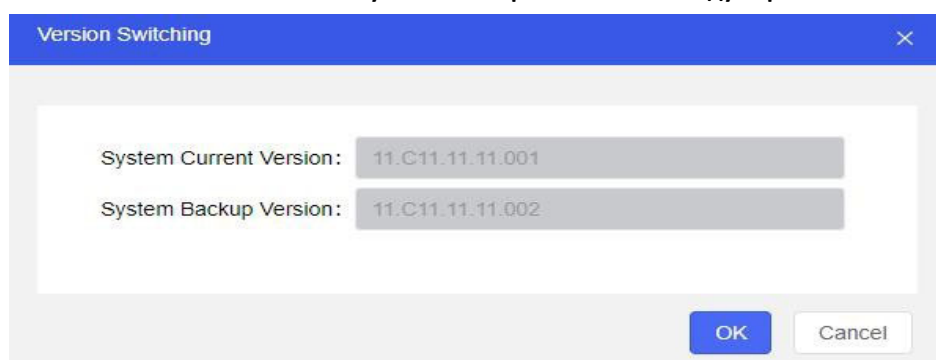 Version Switching
System Current Version:
11.C11.11.11.001
System Backup Version:
11.C11.11.11.002
OK
Cancel